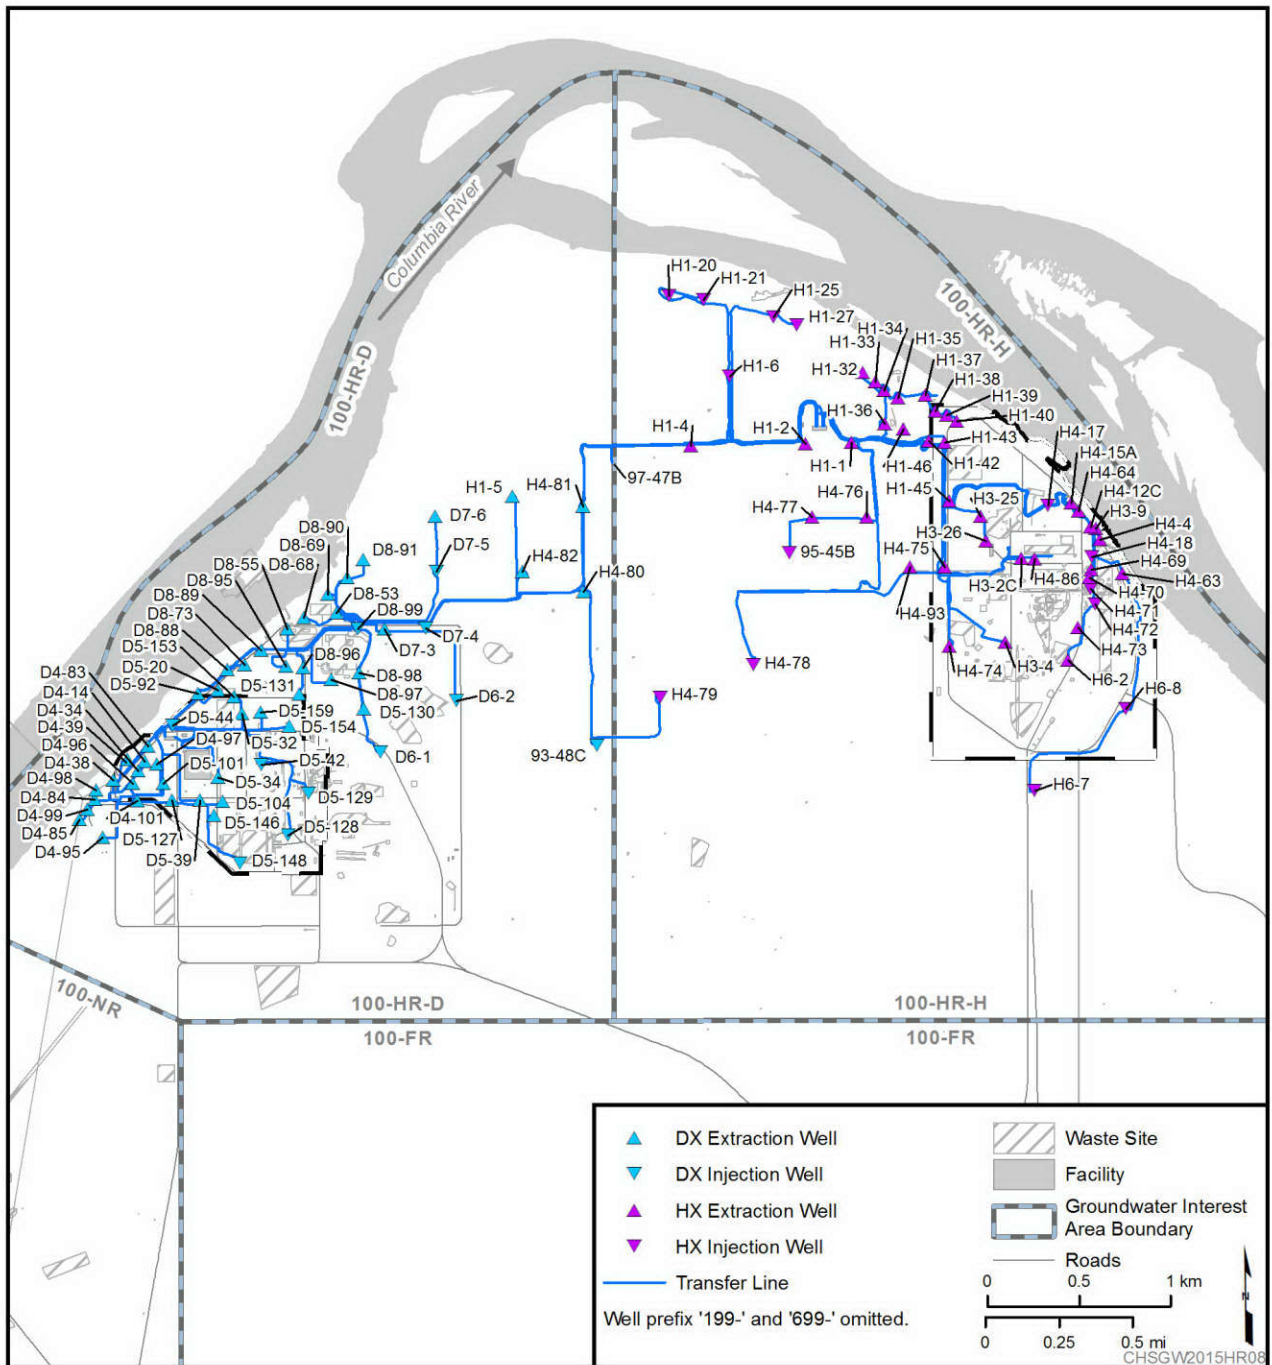 Columbia River
100-HR-D
100-HR-H
H1-20
H1-21
H1-25
H1-27
H1-34
H1-33
H1-35
H1-32
H1-37
H1-6
H1-38
H1-39
H1-36
H1-40
H1-4
H1-2
H4-17
H1-43
H4-15A
H1-1
H1-46
H1-42
H4-64
97-47B
H1-5
H4-81
H1-45
H4-12C
H4-77
H4-76
H3-25
H3-9
D7-6
H3-26
H4-4
D8-90
D7-5
95-45B
H4-75
H4-18
D8-69
D8-91
H4-82
H4-69
D8-55
D8-68
H4-80
H3-2C
H4-86
H4-63
D8-95
D8-53
H4-70
D8-89
D8-99
H4-93
H4-71
D8-73
H4-72
D8-88
D7-4
D5-153
D7-3
H4-73
D8-96
D5-20
H4-78
H4-74
H3-4
D4-83
D8-98
H6-2
D5-92
D5-131
D8-97
D6-2
H4-79
H6-8
D4-14
D5-159
D5-130
D4-34
D5-44
D5-154
D4-39
D4-97
D5-32
D4-96
D5-42
D6-1
93-48C
D4-38
D5-101
D4-98
D5-34
D5-129
H6-7
D4-84
D5-104
D4-99
D4-101
D5-146
D5-128
D4-85
D5-127
D4-95
D5-39
D5-148
100-NR
100-HR-D
100-HR-H
100-FR
100-FR
DX Extraction Well
DX Injection Well
HX Extraction Well
HX Injection Well
Transfer Line
Well prefix '199-' and '699-' omitted.
Waste Site
Facility
Groundwater Interest
Area Boundary
Roads
0 0.5 1 km
0 0.25 0.5 mi
N
CHSGW2015HR08